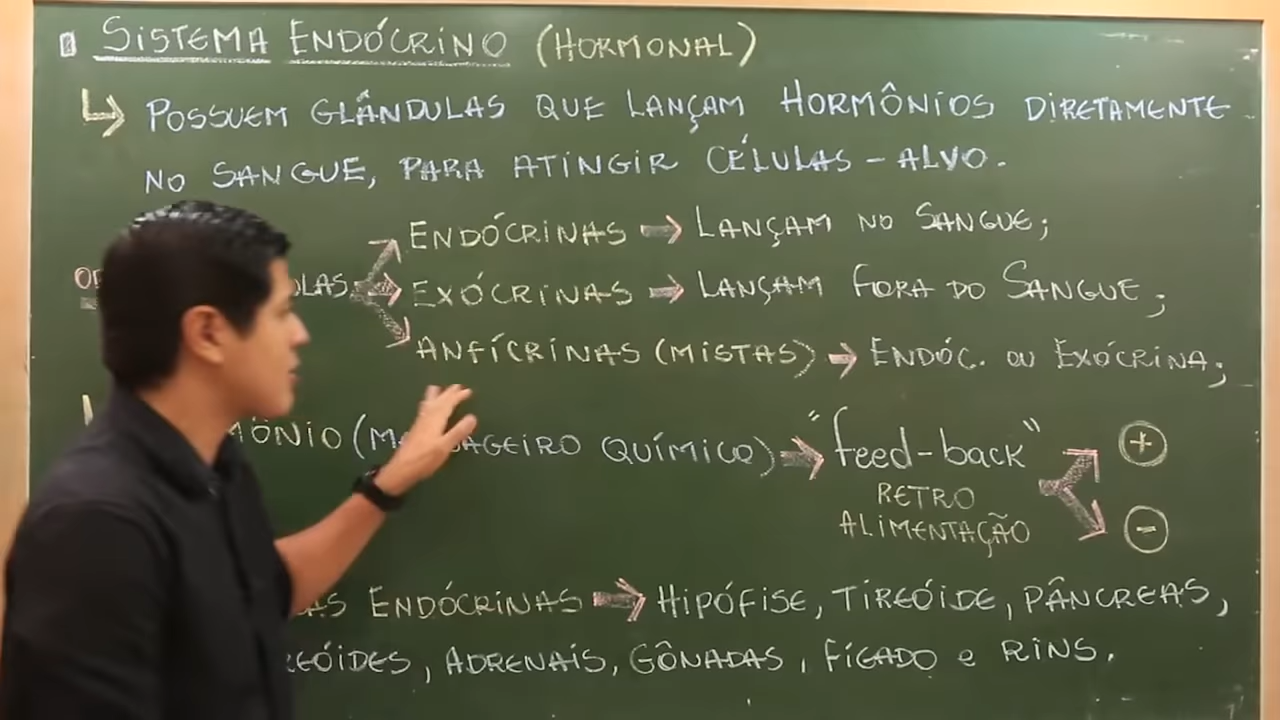 SISTEMA ENDÓCRINO (HORMONAL)
POSSUEM GLÂNDULAS QUE LANÇAM HORMÔNIOS DIRETAMENTE
NO SANGUE, PARA ATINGIR CÉLULAS-ALVO.
ENDÓCRINAS → LANÇAM NO SANGUE;
EXÓCRINAS → LANÇAM FORA DO SANGUE;
ANFÍCRINAS (MISTAS) → ENDÓC. OU EXÓCRINA;
QUÍMICO) → "feed-back" +
RETRO
ALIMENTAÇÃO -
ENDÓCRINAS → HIPÓFISE, TIREÓIDE, PÂNCREAS,
ADRENAIS, GÔNADAS, FÍGADO e RINS.